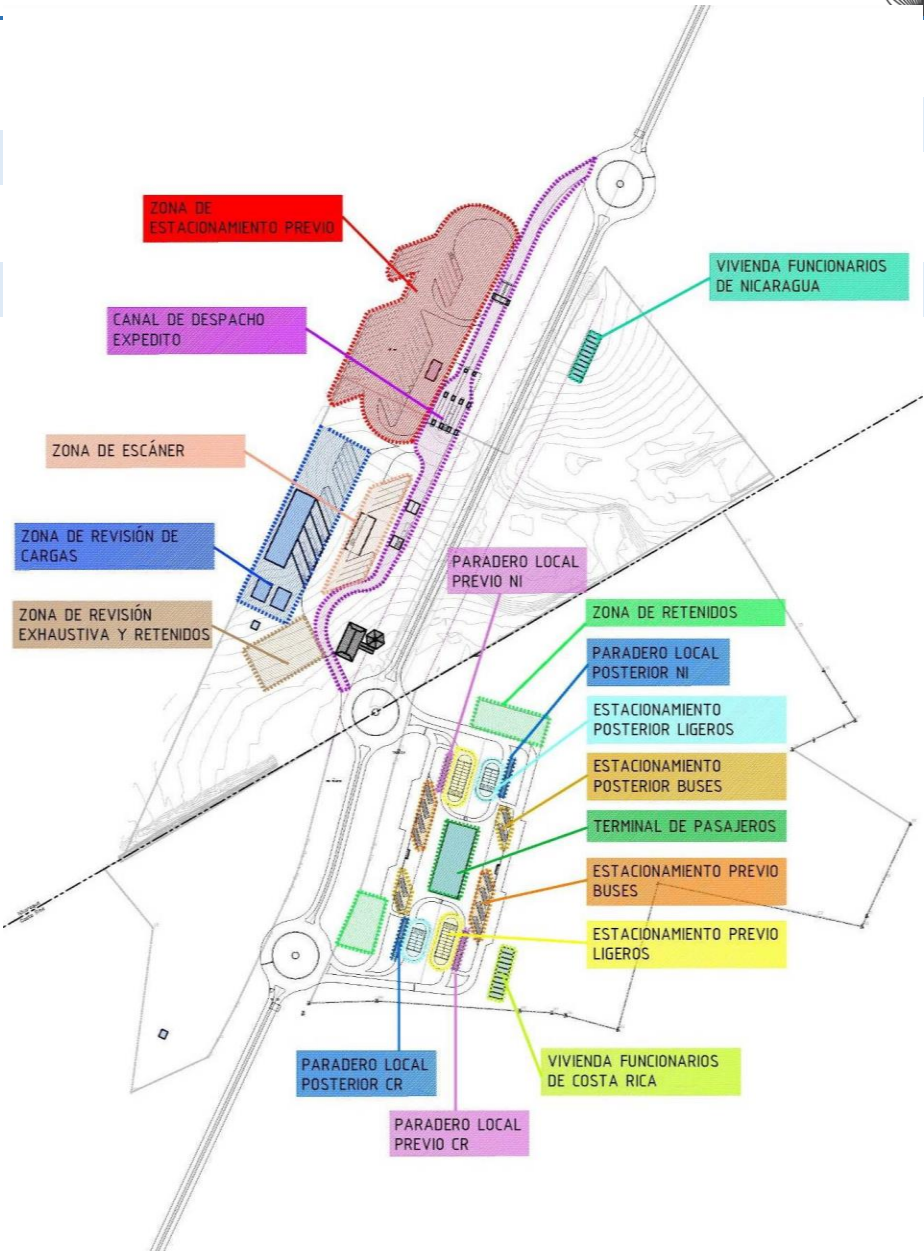 ZONA DE
ESTACIONAMIENTO PREVIO
VIVIENDA FUNCIONARIOS
DE NICARAGUA
CANAL DE DESPACHO
EXPEDITO
ZONA DE ESCÁNER
ZONA DE REVISIÓN DE
CARGAS
PARADERO LOCAL
PREVIO NI
ZONA DE REVISIÓN
EXHAUSTIVA Y RETENIDOS
ZONA DE RETENIDOS
PARADERO LOCAL
POSTERIOR NI
ESTACIONAMIENTO
POSTERIOR LIGEROS
ESTACIONAMIENTO
POSTERIOR BUSES
TERMINAL DE PASAJEROS
ESTACIONAMIENTO PREVIO
BUSES
ESTACIONAMIENTO PREVIO
LIGEROS
PARADERO LOCAL
POSTERIOR CR
VIVIENDA FUNCIONARIOS
DE COSTA RICA
PARADERO LOCAL
PREVIO CR